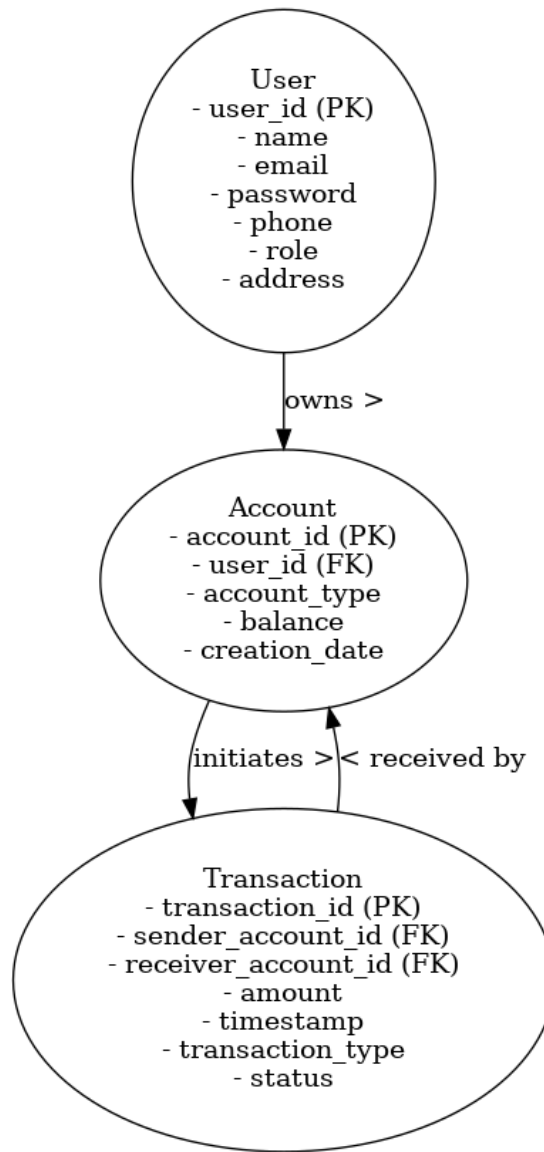 User
- user_id (PK)
- name
- email
- password
- phone
- role
- address
owns >
Account
- account_id (PK)
- user_id (FK)
- account_type
- balance
- creation_date
initiates >
< received by
Transaction
- transaction_id (PK)
- sender_account_id (FK)
- receiver_account_id (FK)
- amount
- timestamp
- transaction_type
- status